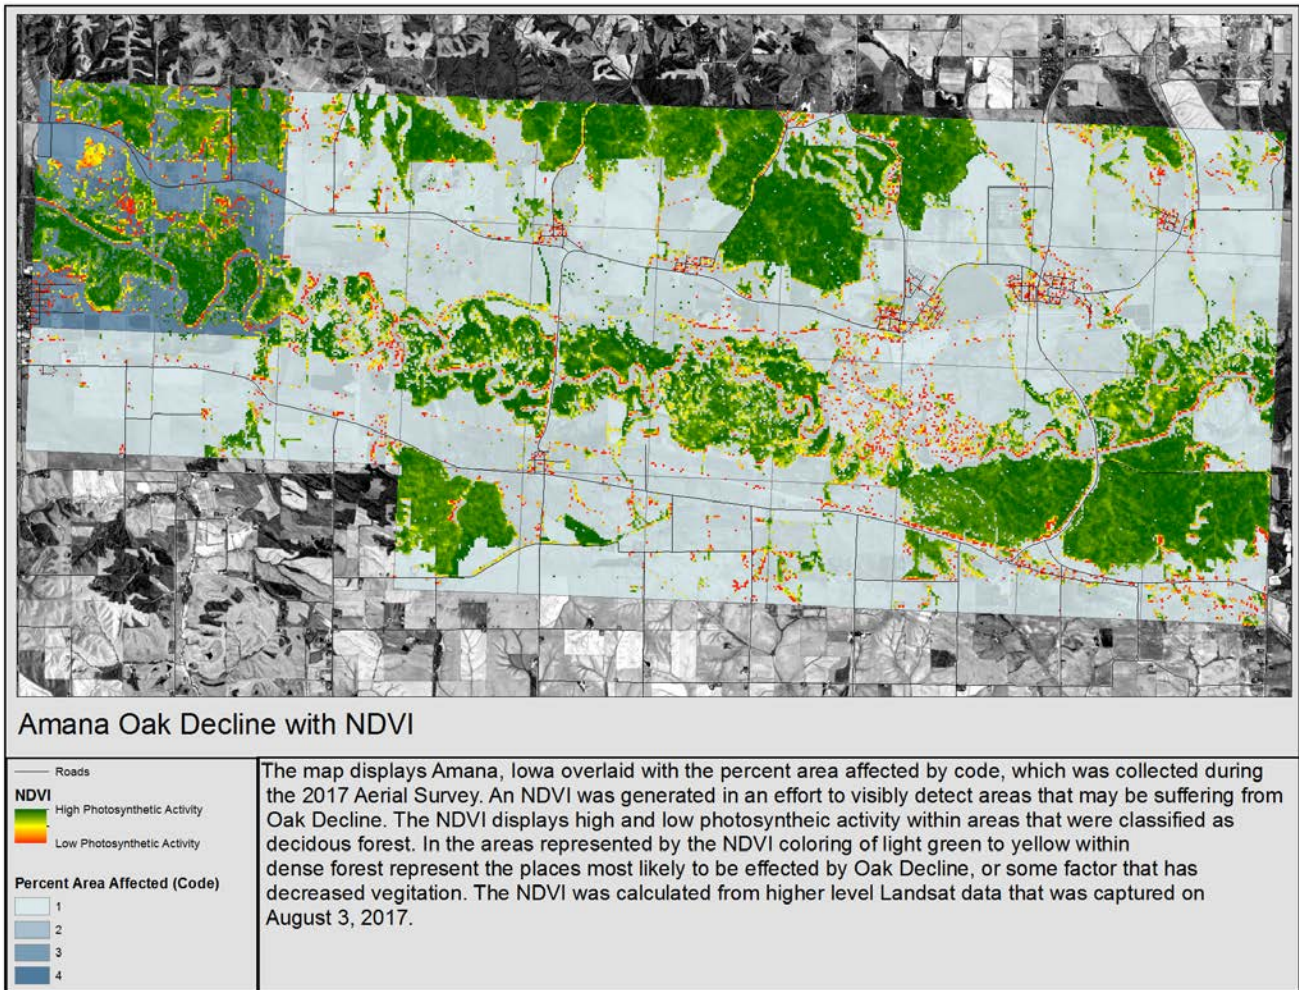 Amana Oak Decline with NDVI
Roads
NDVI
High Photosynthetic Activity
Low Photosynthetic Activity
Percent Area Affected (Code)
1
2
3
4
The map displays Amana, Iowa overlaid with the percent area affected by code, which was collected during
the 2017 Aerial Survey. An NDVI was generated in an effort to visibly detect areas that may be suffering from
Oak Decline. The NDVI displays high and low photosyntheic activity within areas that were classified as
decidous forest. In the areas represented by the NDVI coloring of light green to yellow within
dense forest represent the places most likely to be effected by Oak Decline, or some factor that has
decreased vegitation. The NDVI was calculated from higher level Landsat data that was captured on
August 3, 2017.